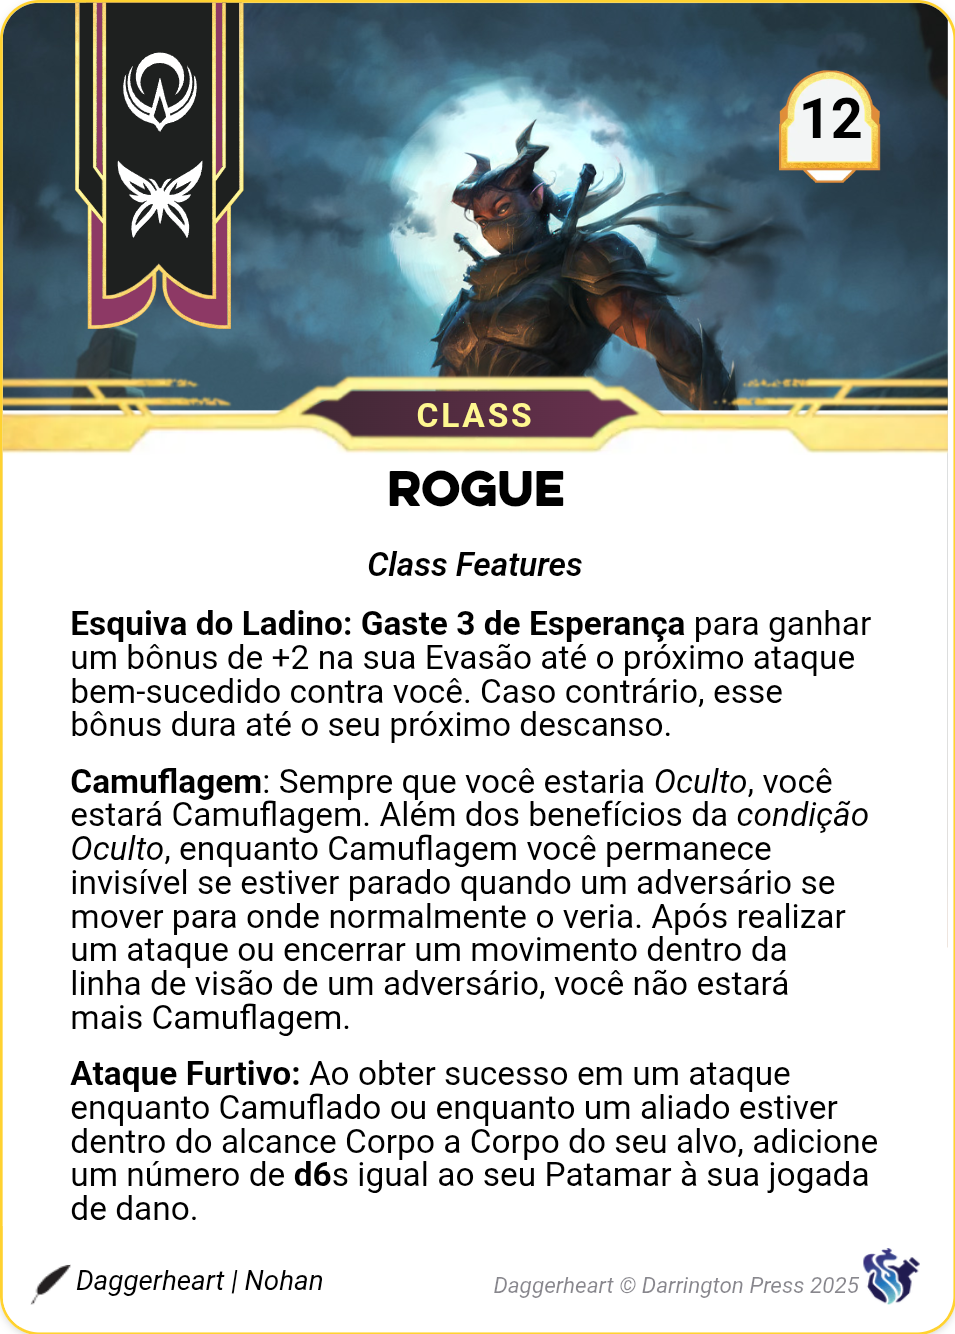 12
CLASS
ROGUE
Class Features
Esquiva do Ladino: Gaste 3 de Esperança para ganhar
um bônus de +2 na sua Evasão até o próximo ataque
bem-sucedido contra você. Caso contrário, esse
bônus dura até o seu próximo descanso.
Camuflagem: Sempre que você estaria Oculto, você
estará Camuflagem. Além dos benefícios da condição
Oculto, enquanto Camuflagem você permanece
invisível se estiver parado quando um adversário se
mover para onde normalmente o veria. Após realizar
um ataque ou encerrar um movimento dentro da
linha de visão de um adversário, você não estará
mais Camuflagem.
Ataque Furtivo: Ao obter sucesso em um ataque
enquanto Camuflado ou enquanto um aliado estiver
dentro do alcance Corpo a Corpo do seu alvo, adicione
um número de d6s igual ao seu Patamar à sua jogada
de dano.
Daggerheart | Nohan
Daggerheart © Darrington Press 2025